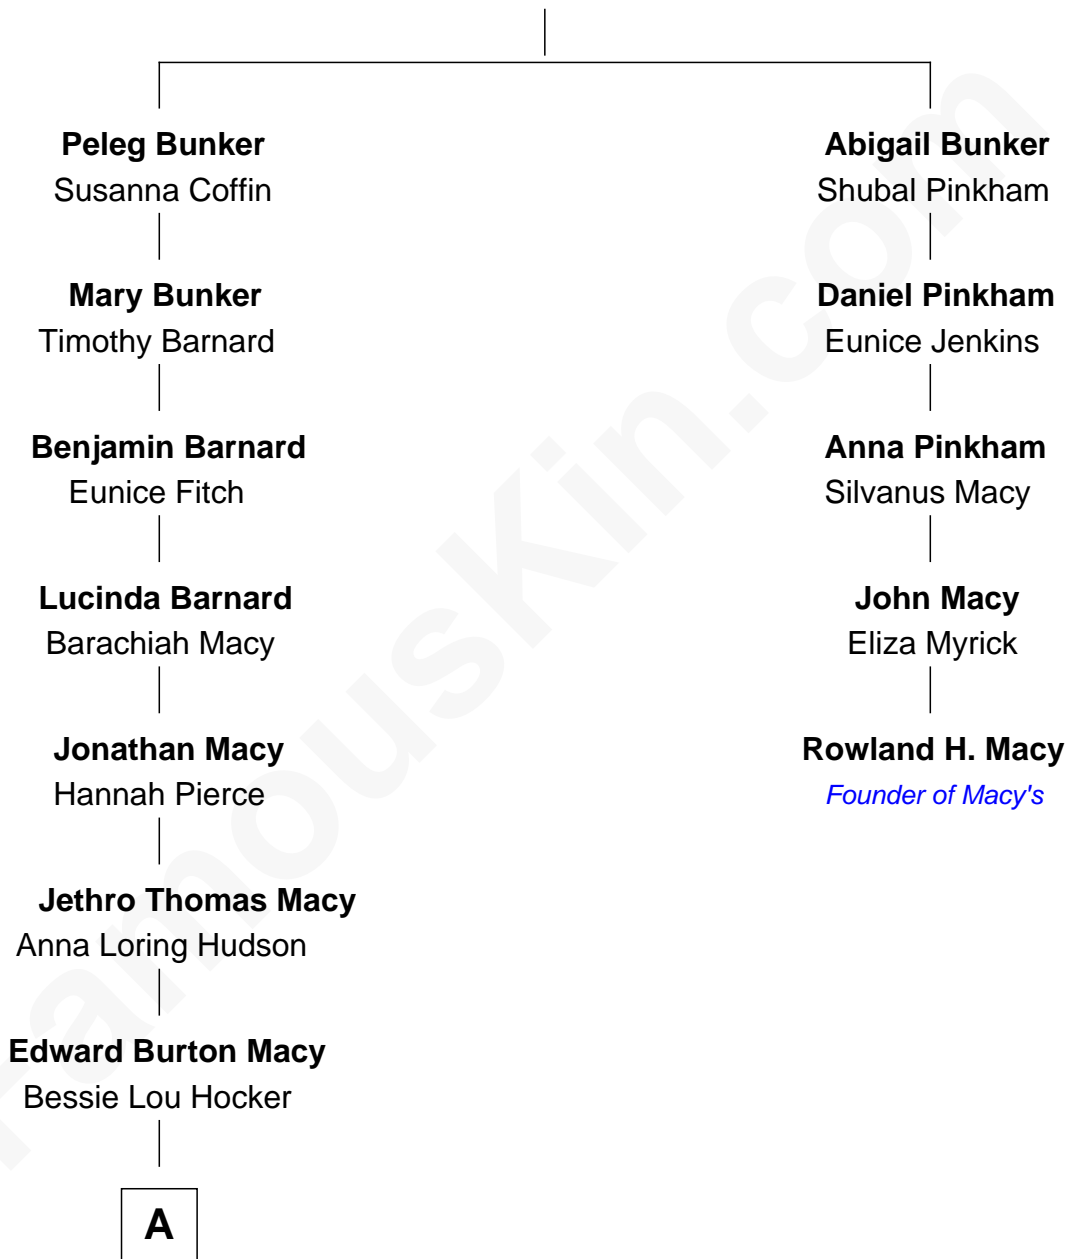 Peleg Bunker
Susanna Coffin
Mary Bunker
Timothy Barnard
Benjamin Barnard
Eunice Fitch
Lucinda Barnard
Barachiah Macy
Jonathan Macy
Hannah Pierce
Jethro Thomas Macy
Anna Loring Hudson
Edward Burton Macy
Bessie Lou Hocker
A
Abigail Bunker
Shubal Pinkham
Daniel Pinkham
Eunice Jenkins
Anna Pinkham
Silvanus Macy
John Macy
Eliza Myrick
Rowland H. Macy
Founder of Macy's
FamousKin.com